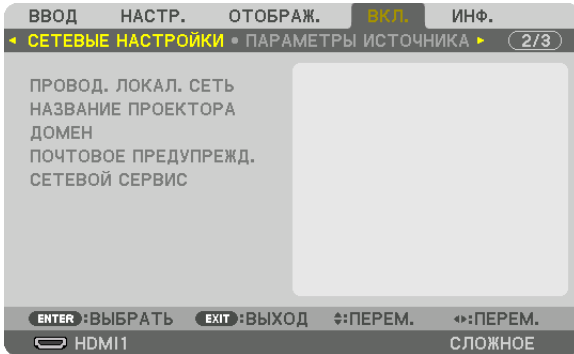 ВВОД НАСТР. ОТОБРАЖ. ВКЛ. ИНФ.
СЕТЕВЫЕ НАСТРОЙКИ • ПАРАМЕТРЫ ИСТОЧНИКА 2/3
ПРОВОД. ЛОКАЛ. СЕТЬ
НАЗВАНИЕ ПРОЕКТОРА
ДОМЕН
ПОЧТОВОЕ ПРЕДУПРЕЖД.
СЕТЕВОЙ СЕРВИС
ENTER :ВЫБРАТЬ EXIT :ВЫХОД :ПЕРЕМ. :ПЕРЕМ.
HDMI1 СЛОЖНОЕ